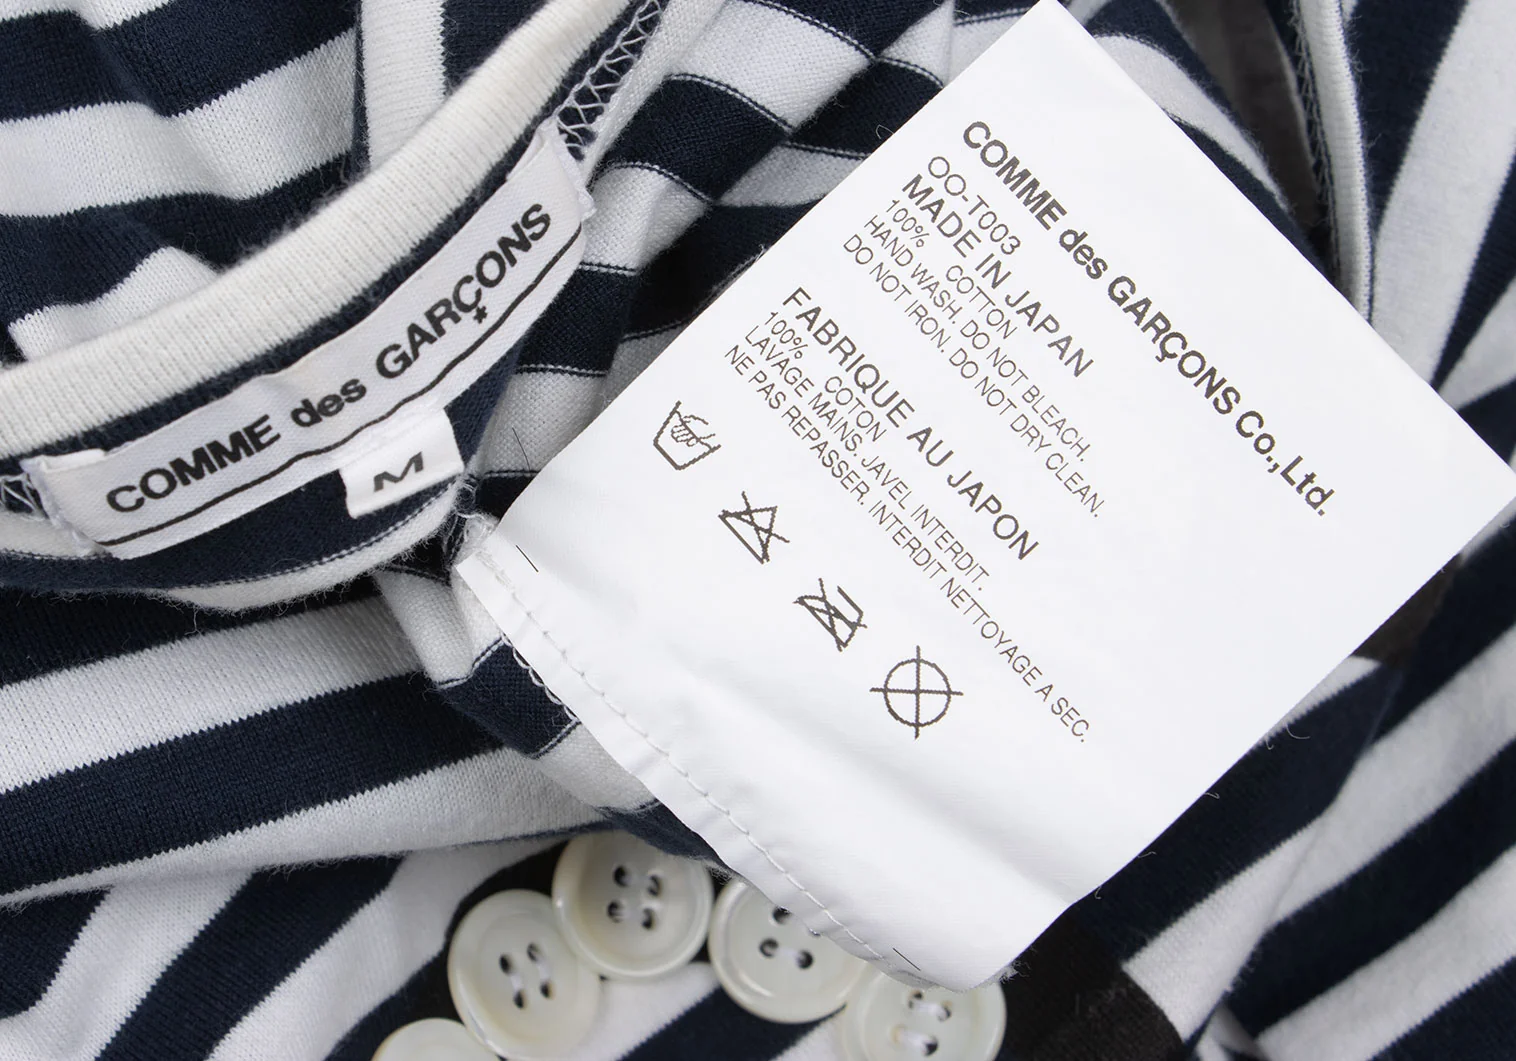 COMME des GARÇONS
M
COMME des GARÇONS Co.,Ltd.
OO-T003
MADE IN JAPAN
100% COTTON
HAND WASH. DO NOT BLEACH.
DO NOT IRON. DO NOT DRY CLEAN.
FABRIQUE AU JAPON
100% COTON
LAVAGE MAINS. JAVEL INTERDIT.
NE PAS REPASSER. INTERDIT NETTOYAGE A SEC.